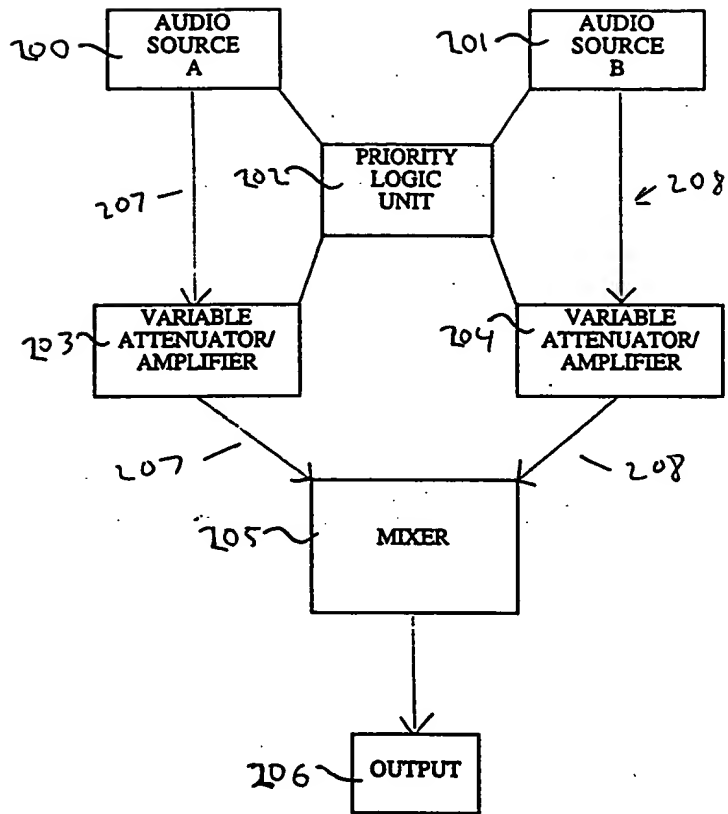 200
AUDIO
SOURCE
A
201
AUDIO
SOURCE
B
202
PRIORITY
LOGIC
UNIT
207
208
203
VARIABLE
ATTENUATOR/
AMPLIFIER
204
VARIABLE
ATTENUATOR/
AMPLIFIER
207
208
205
MIXER
206
OUTPUT